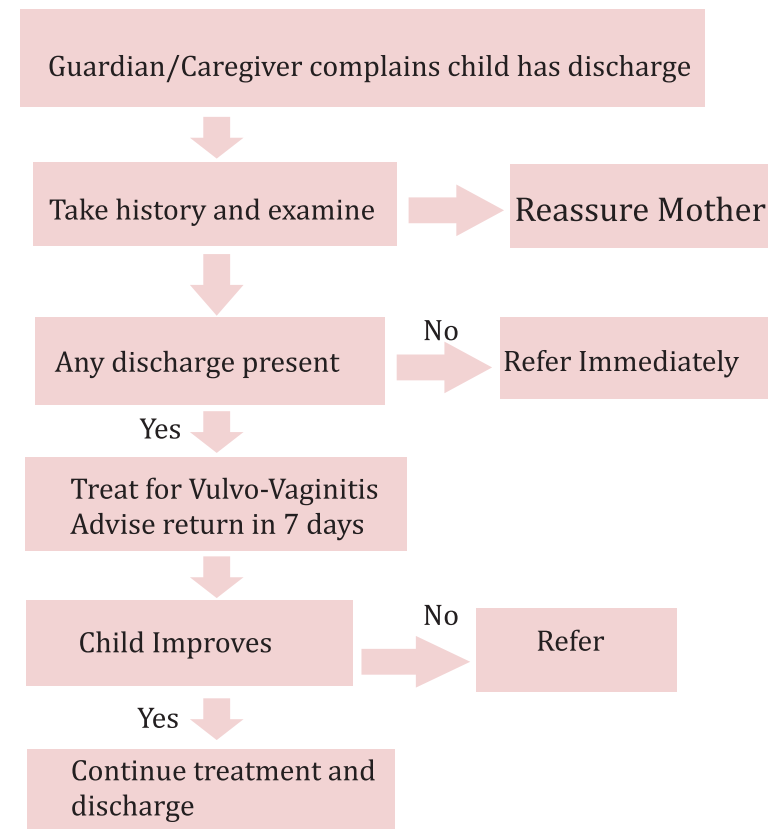 Guardian/Caregiver complains child has discharge
Take history and examine
Reassure Mother
Any discharge present
No
Refer Immediately
Yes
Treat for Vulvo-Vaginitis
Advise return in 7 days
Child Improves
No
Refer
Yes
Continue treatment and
discharge